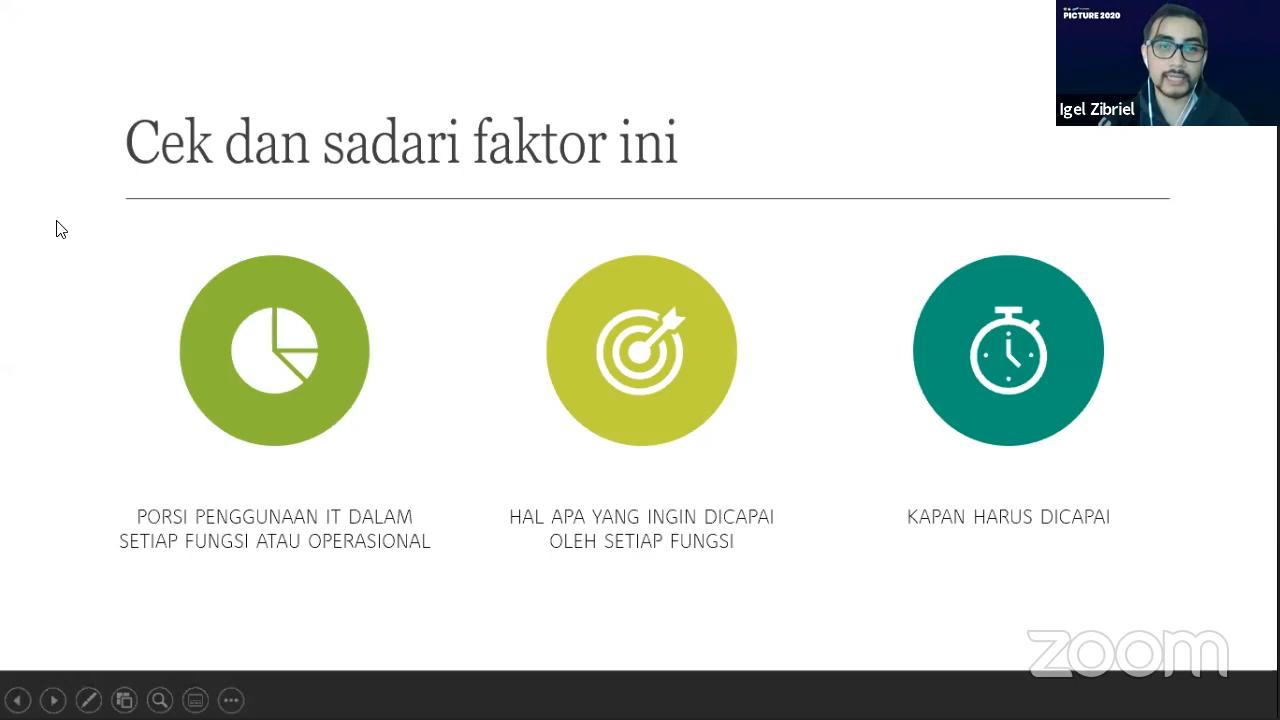 PICTURE 2020
Igel Zibriel
Cek dan sadari faktor ini
PORSI PENGGUNAAN IT DALAM
SETIAP FUNGSI ATAU OPERASIONAL
HAL APA YANG INGIN DICAPAI
OLEH SETIAP FUNGSI
KAPAN HARUS DICAPAI
zoom